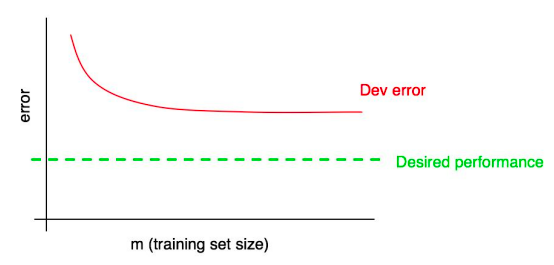 error
Dev error
Desired performance
m (training set size)